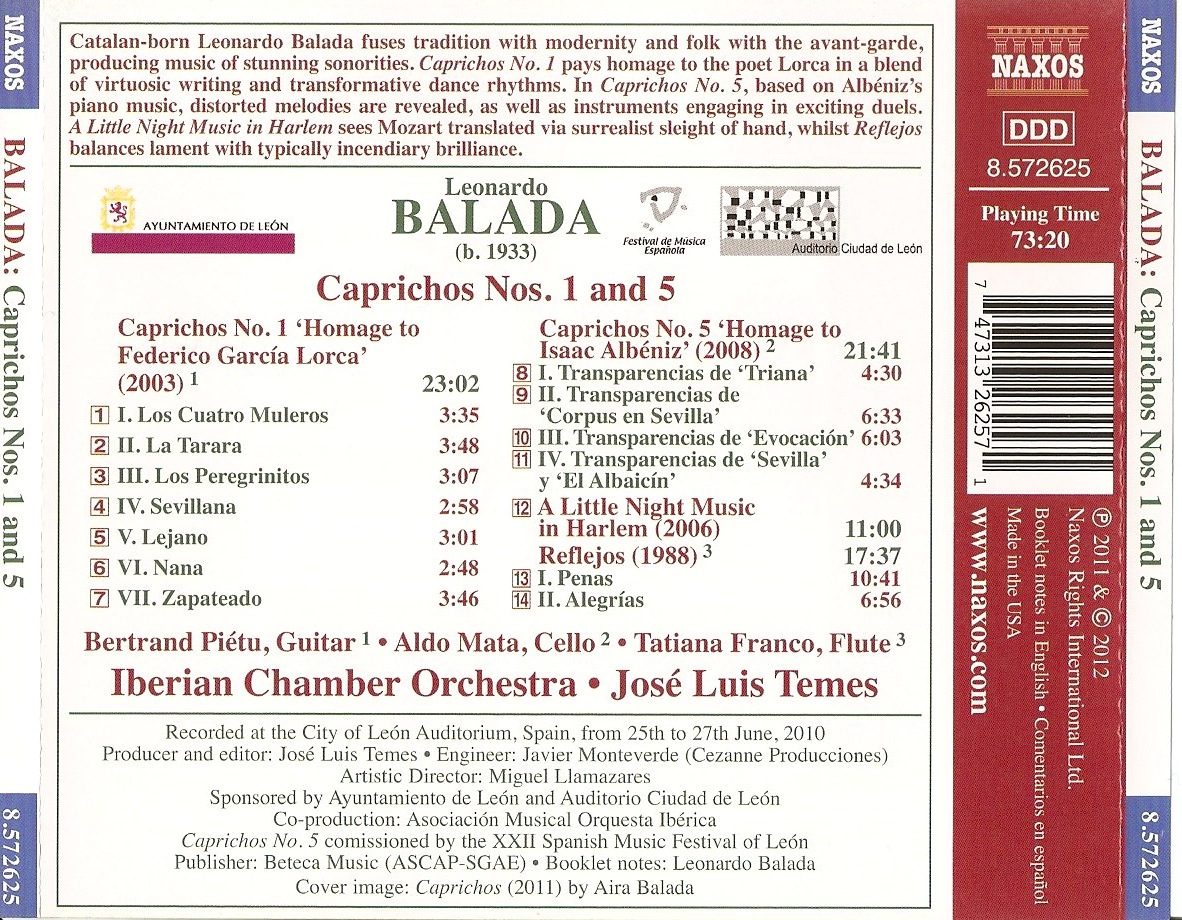 NAXOS
BALADA: Caprichos Nos. 1 and 5
8.572625
Catalan-born Leonardo Balada fuses tradition with modernity and folk with the avant-garde,
producing music of stunning sonorities. Caprichos No. 1 pays homage to the poet Lorca in a blend
of virtuosic writing and transformative dance rhythms. In Caprichos No. 5, based on Albéniz's
piano music, distorted melodies are revealed, as well as instruments engaging in exciting duels.
A Little Night Music in Harlem sees Mozart translated via surrealist sleight of hand, whilst Reflejos
balances lament with typically incendiary brilliance.
AYUNTAMIENTO DE LEÓN
Leonardo
BALADA
(b. 1933)
Festival de Música
Española
Auditorio Ciudad de León
Caprichos Nos. 1 and 5
Caprichos No. 1 ‘Homage to
Federico García Lorca’
(2003) 1 23:02
1 I. Los Cuatro Muleros 3:35
2 II. La Tarara 3:48
3 III. Los Peregrinitos 3:07
4 IV. Sevillana 2:58
5 V. Lejano 3:01
6 VI. Nana 2:48
7 VII. Zapateado 3:46
Caprichos No. 5 ‘Homage to
Isaac Albéniz’ (2008) 2 21:41
8 I. Transparencias de ‘Triana’ 4:30
9 II. Transparencias de
‘Corpus en Sevilla’ 6:33
10 III. Transparencias de ‘Evocación’ 6:03
11 IV. Transparencias de ‘Sevilla’
y ‘El Albaicín’ 4:34
12 A Little Night Music
in Harlem (2006) 11:00
Reflejos (1988) 3 17:37
13 I. Penas 10:41
14 II. Alegrías 6:56
Bertrand Piétu, Guitar 1 • Aldo Mata, Cello 2 • Tatiana Franco, Flute 3
Iberian Chamber Orchestra • José Luis Temes
Recorded at the City of León Auditorium, Spain, from 25th to 27th June, 2010
Producer and editor: José Luis Temes • Engineer: Javier Monteverde (Cezanne Producciones)
Artistic Director: Miguel Llamazares
Sponsored by Ayuntamiento de León and Auditorio Ciudad de León
Co-production: Asociación Musical Orquesta Ibérica
Caprichos No. 5 comissioned by the XXII Spanish Music Festival of León
Publisher: Beteca Music (ASCAP-SGAE) • Booklet notes: Leonardo Balada
Cover image: Caprichos (2011) by Aira Balada
NAXOS
DDD
8.572625
Playing Time
73:20
7 47313 26257 1
℗ 2011 & © 2012
Naxos Rights International Ltd.
Booklet notes in English • Comentarios en español
Made in the USA
www.naxos.com
NAXOS
BALADA: Caprichos Nos. 1 and 5
8.572625